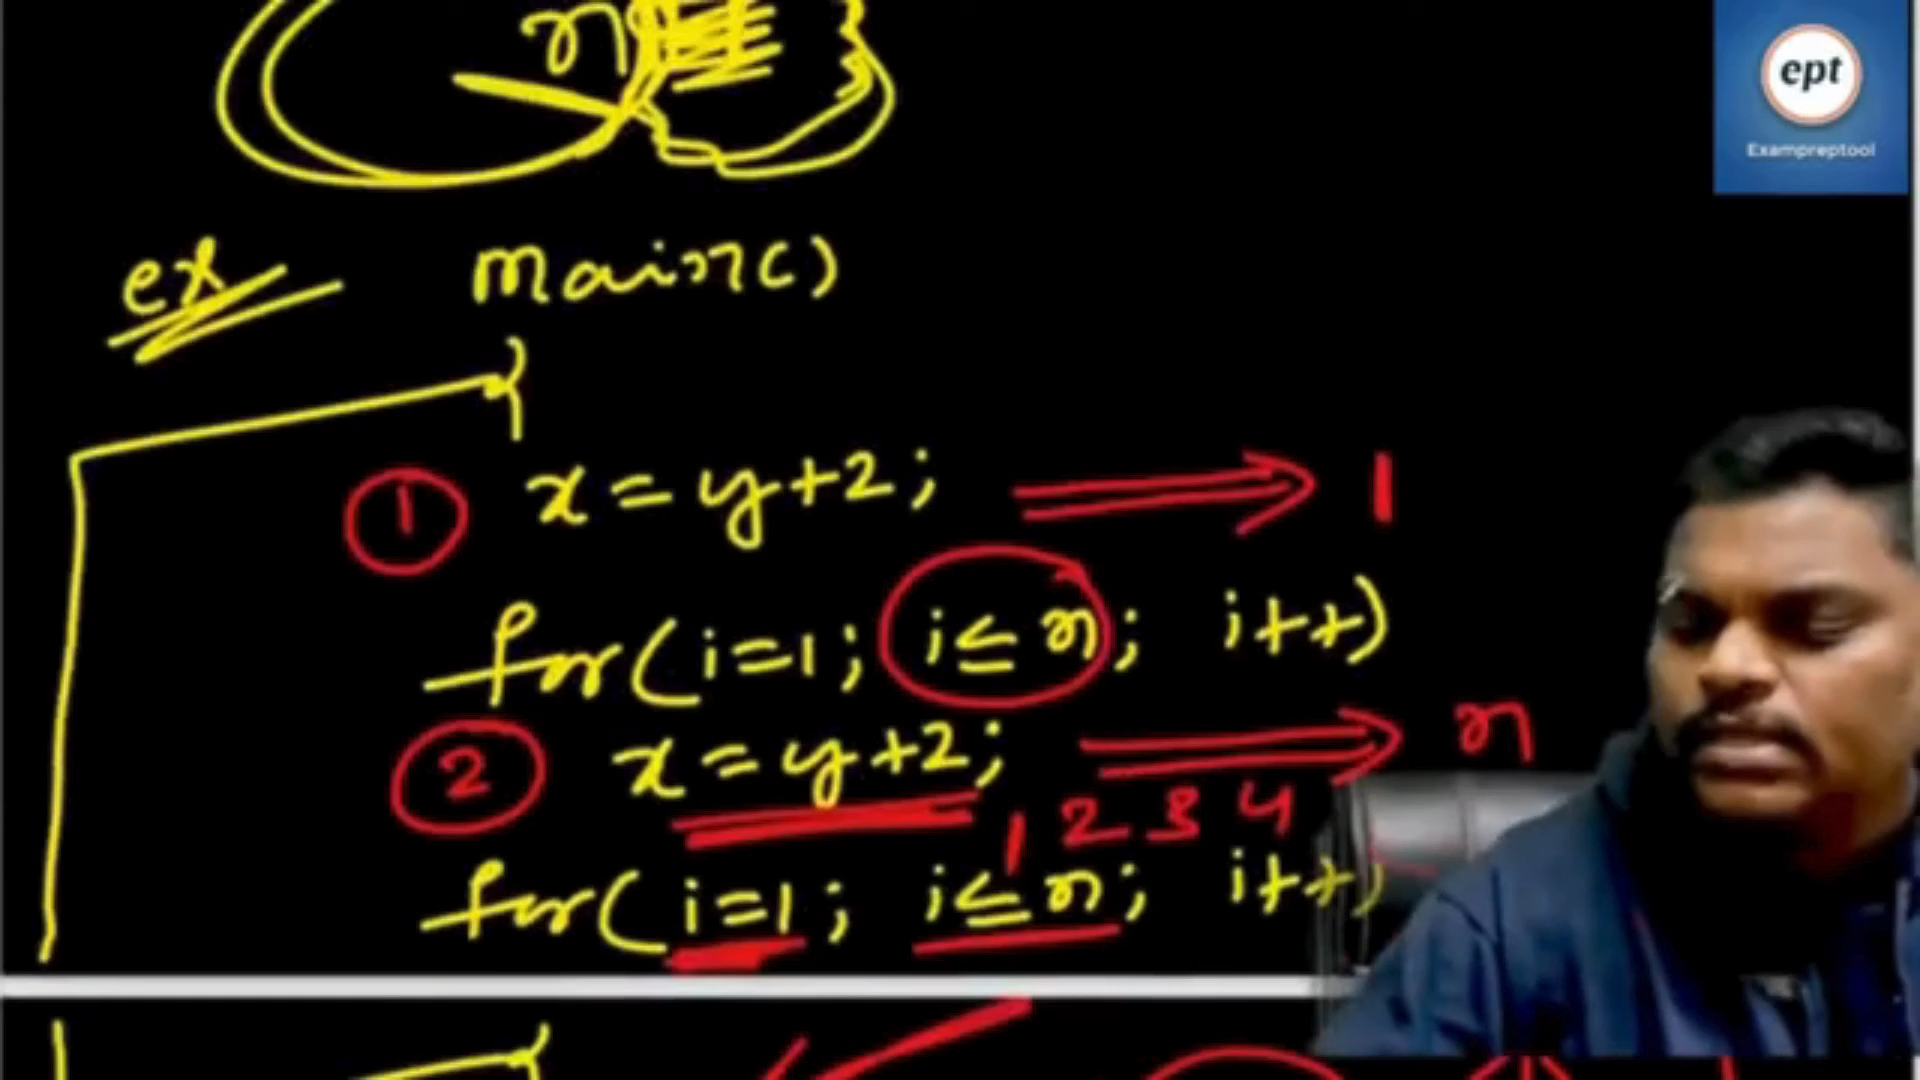 n
ept
Exampreptool
ex main()
{
① x=y+2; ⟹ 1
for(i=1; i≤n; i++)
② x=y+2; ⟹ n
1 2 3 4
for(i=1; i≤n; i++)
{